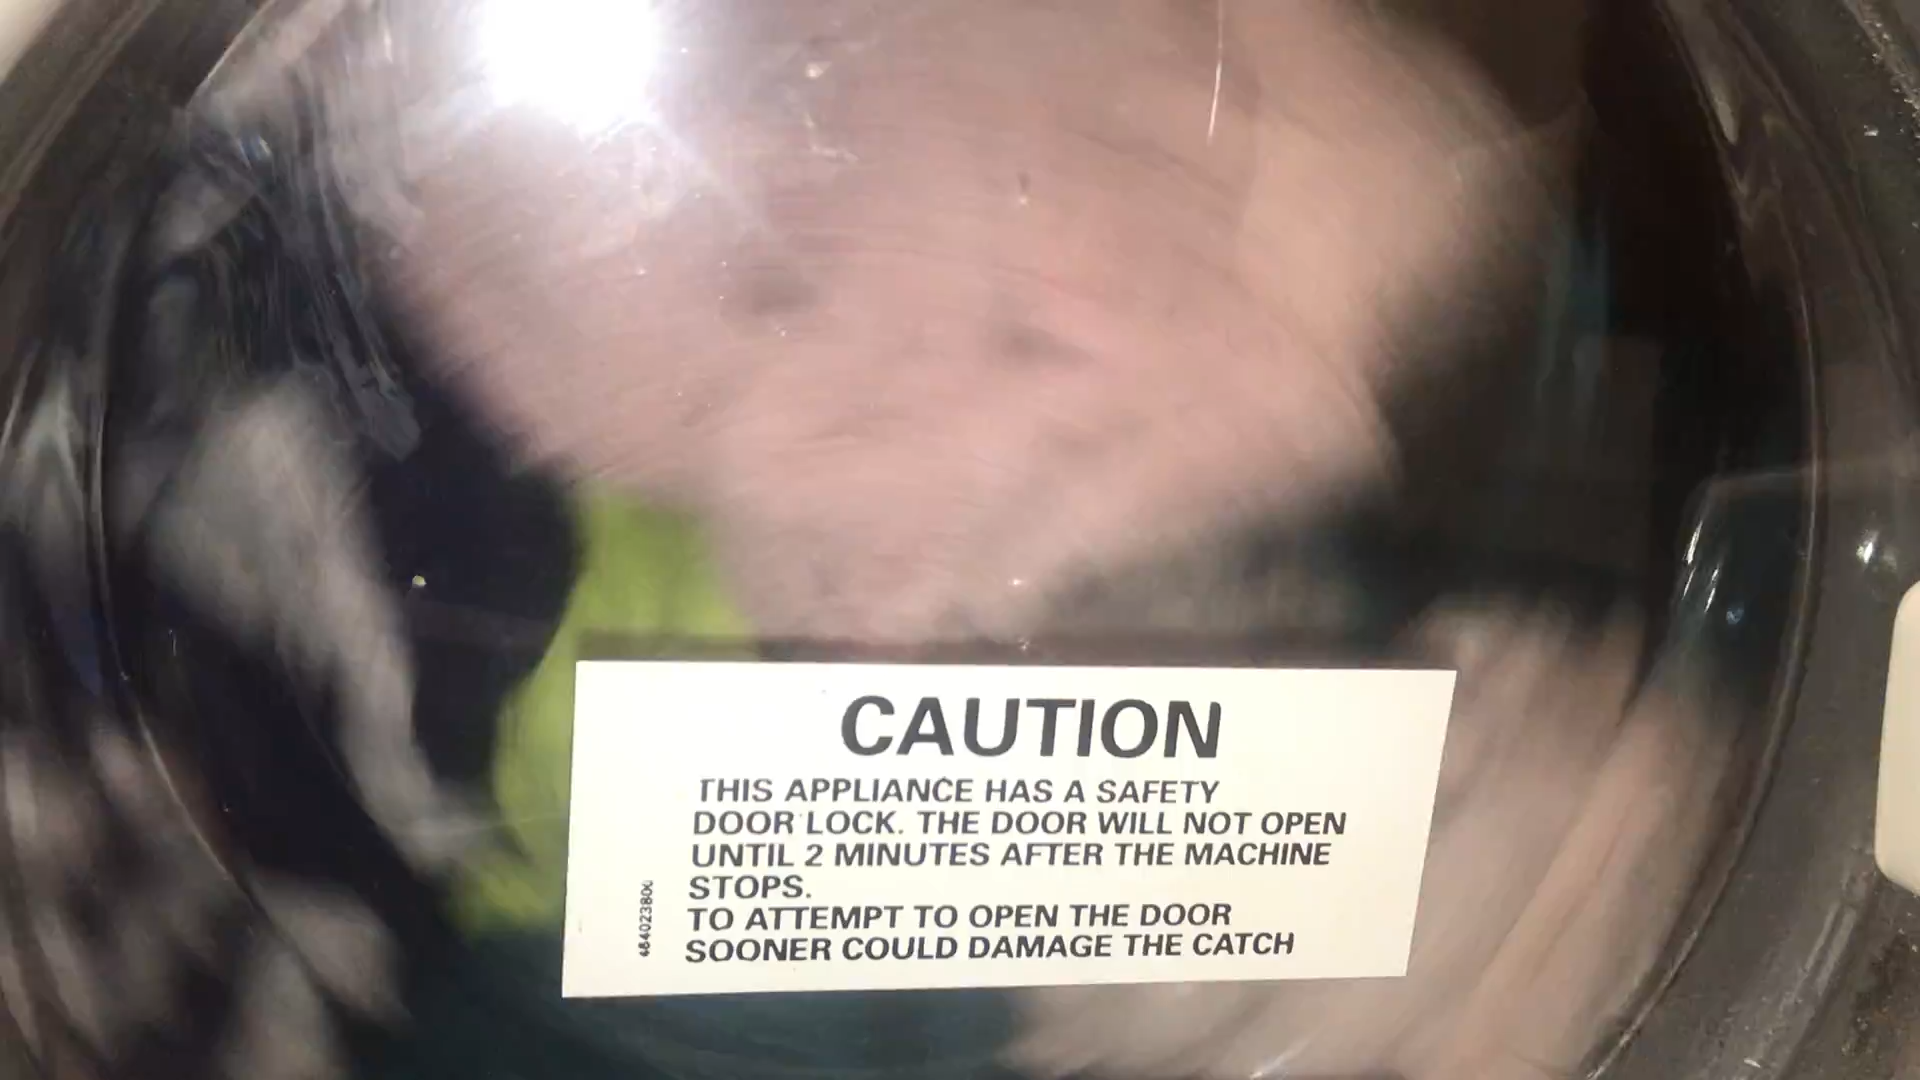 CAUTION
THIS APPLIANCE HAS A SAFETY
DOOR LOCK. THE DOOR WILL NOT OPEN
UNTIL 2 MINUTES AFTER THE MACHINE
STOPS.
TO ATTEMPT TO OPEN THE DOOR
SOONER COULD DAMAGE THE CATCH